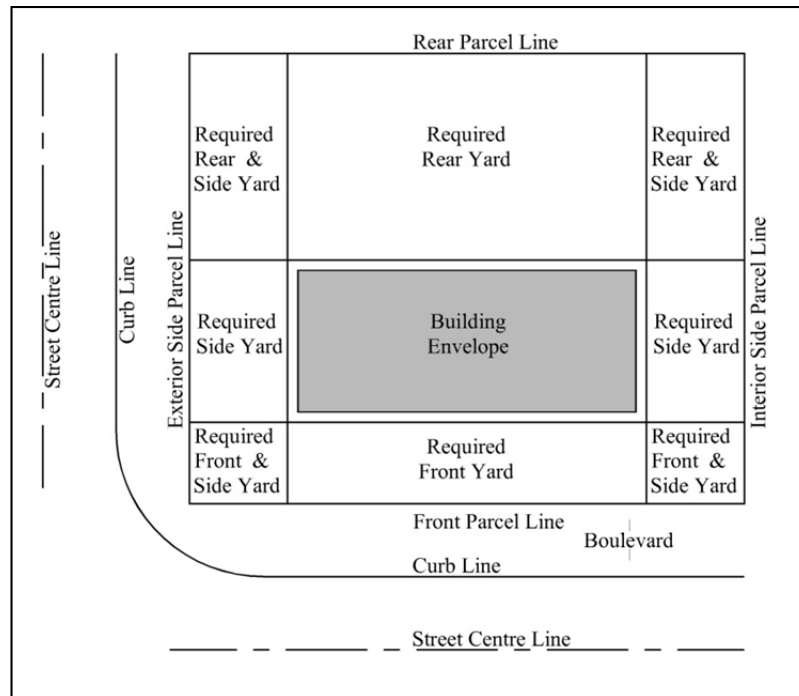 Rear Parcel Line
Required
Rear &
Side Yard
Required
Rear Yard
Required
Rear &
Side Yard
Street Centre Line
Curb Line
Exterior Side Parcel Line
Required
Side Yard
Building
Envelope
Required
Side Yard
Interior Side Parcel Line
Required
Front &
Side Yard
Required
Front Yard
Required
Front &
Side Yard
Front Parcel Line
Boulevard
Curb Line
Street Centre Line